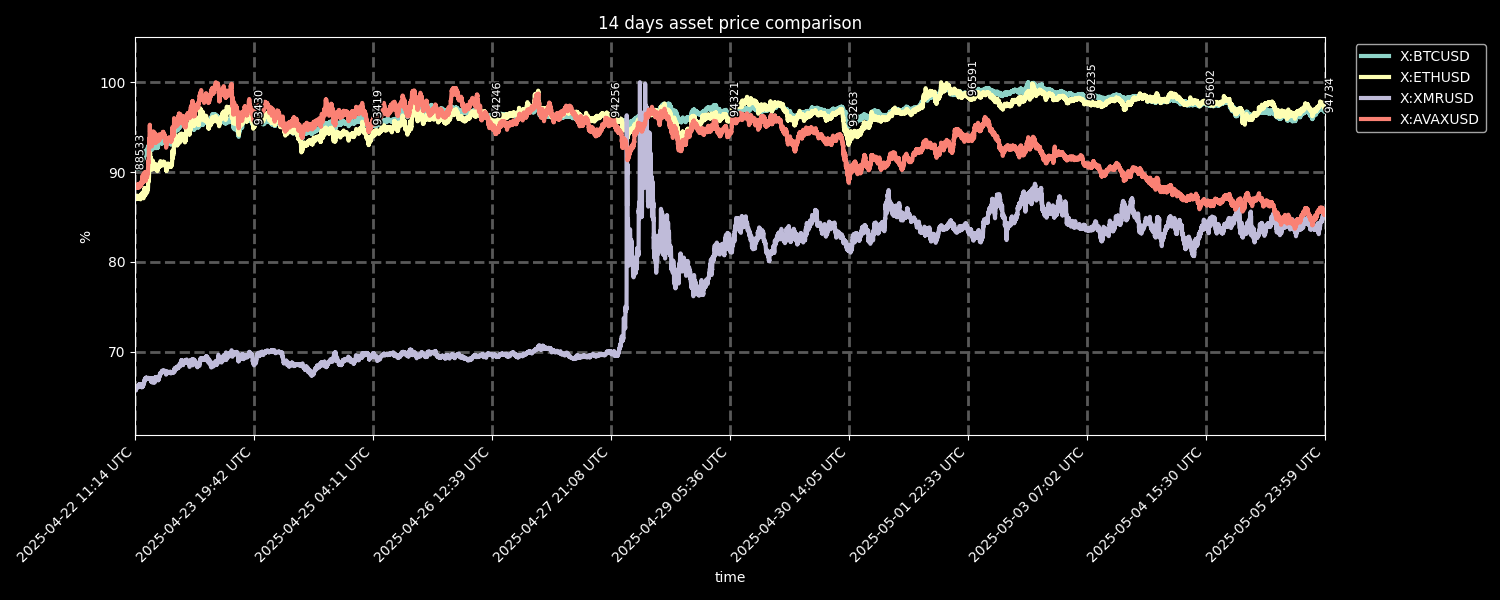 14 days asset price comparison
X:BTCUSD
X:ETHUSD
X:XMRUSD
X:AVAXUSD
100
90
80
70
%
88533
93430
93419
94246
94256
94321
93263
96591
96235
95602
94734
2025-04-22 11:14 UTC
2025-04-23 19:42 UTC
2025-04-25 04:11 UTC
2025-04-26 12:39 UTC
2025-04-27 21:08 UTC
2025-04-29 05:36 UTC
2025-04-30 14:05 UTC
2025-05-01 22:33 UTC
2025-05-03 07:02 UTC
2025-05-04 15:30 UTC
2025-05-05 23:59 UTC
time